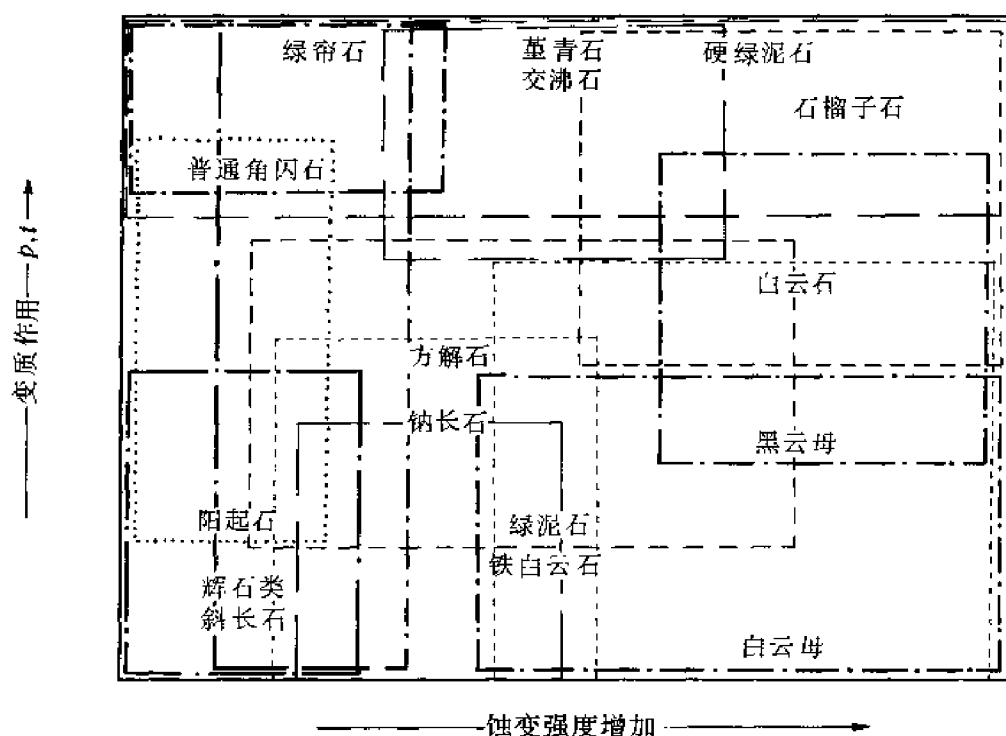 绿帘石
堇青石
交沸石
硬绿泥石
石榴子石
普通角闪石
变质作用 p,t
白云石
方解石
钠长石
黑云母
阳起石
绿泥石
铁白云石
辉石类
斜长石
白云母
蚀变强度增加